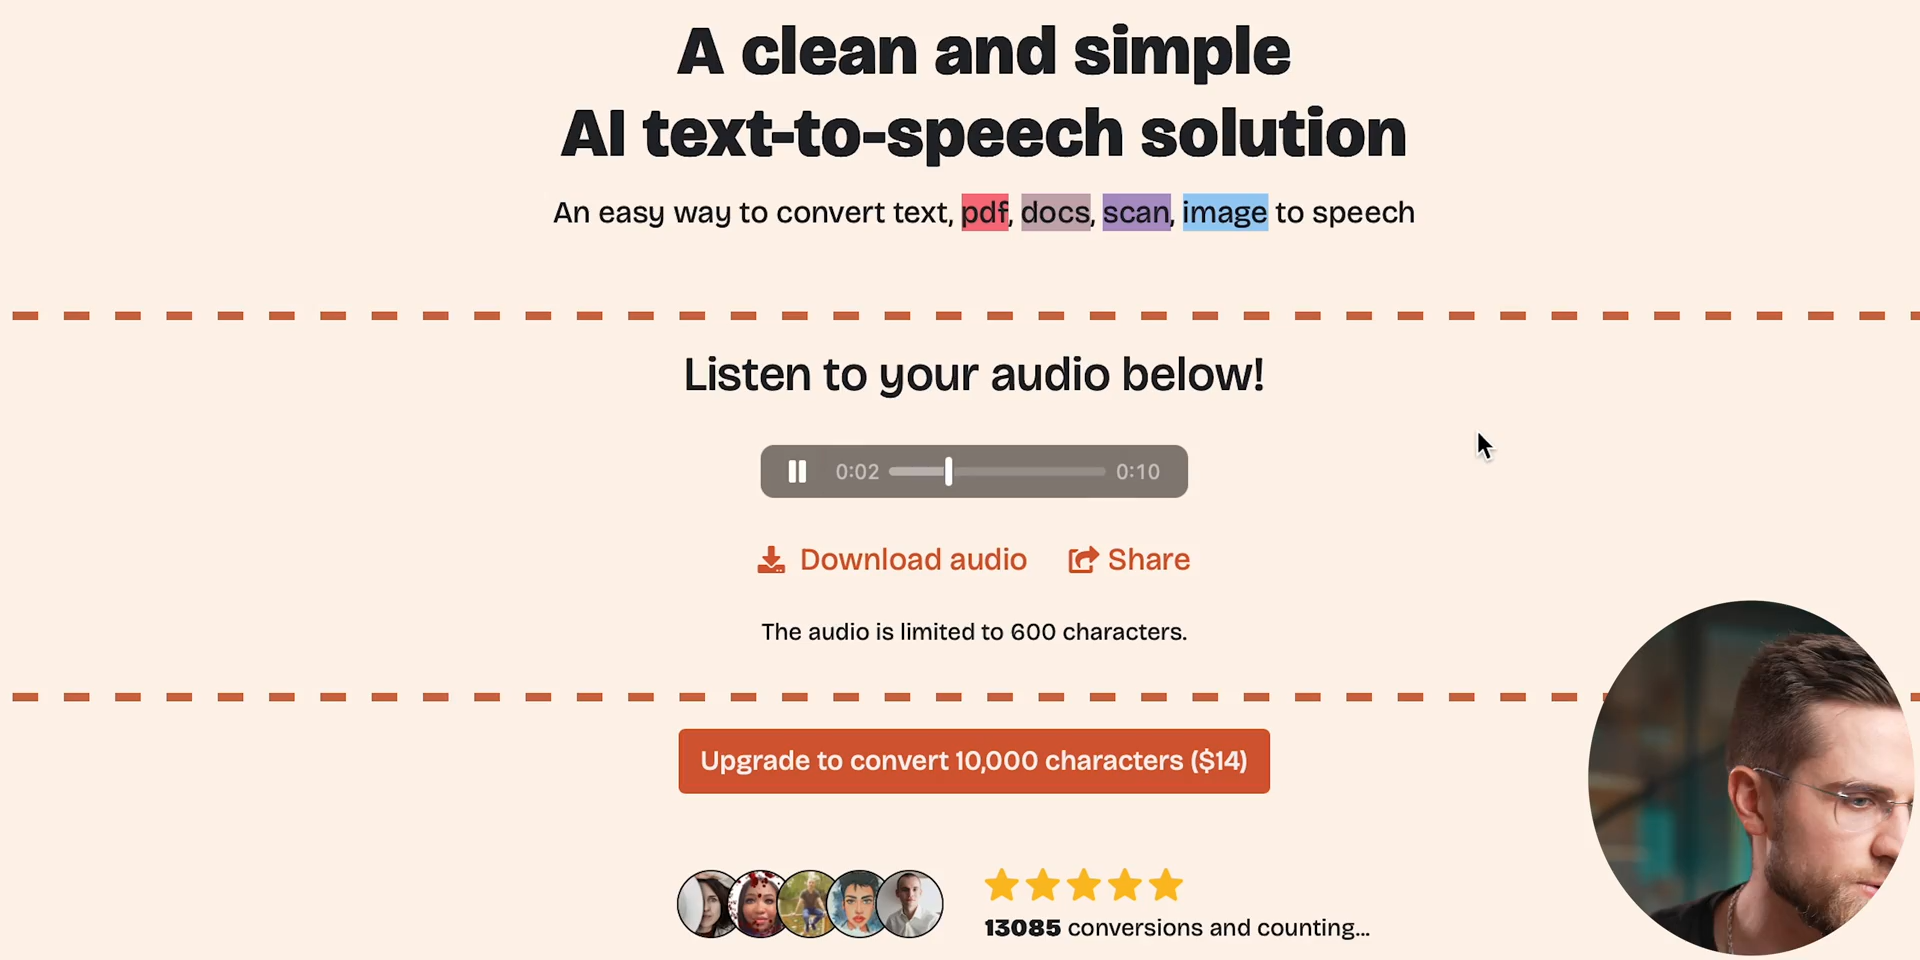 A clean and simple
AI text-to-speech solution
An easy way to convert text, pdf, docs, scan, image to speech
Listen to your audio below!
0:02 0:10
Download audio Share
The audio is limited to 600 characters.
Upgrade to convert 10,000 characters ($14)
13085 conversions and counting...